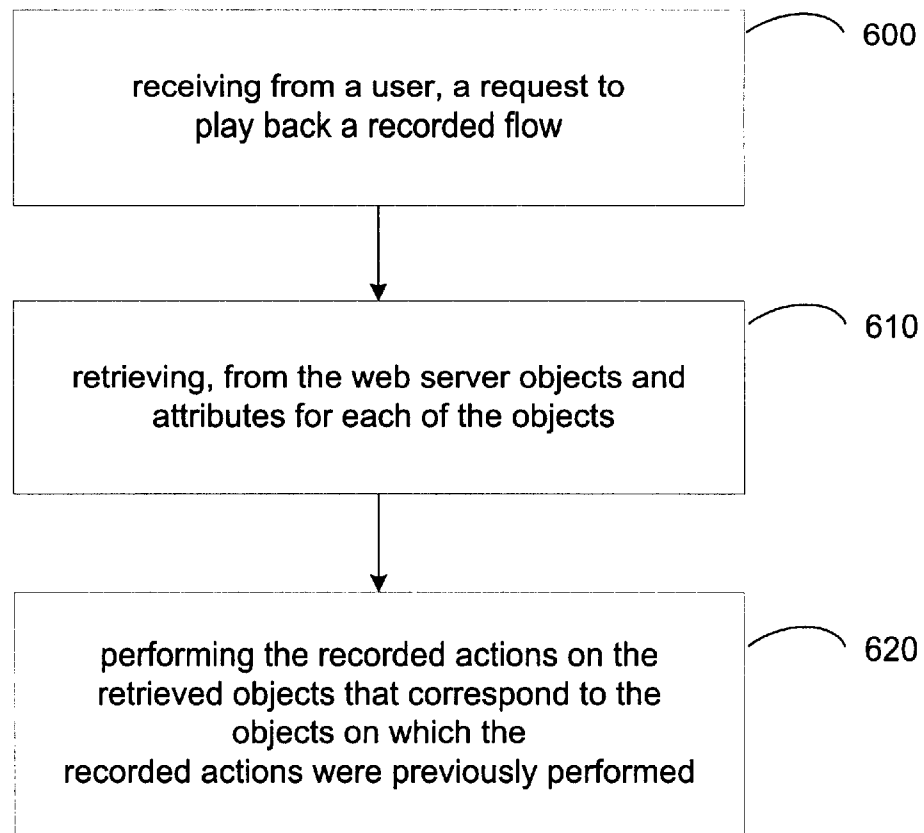 600
receiving from a user, a request to
play back a recorded flow
610
retrieving, from the web server objects and
attributes for each of the objects
620
performing the recorded actions on the
retrieved objects that correspond to the
objects on which the
recorded actions were previously performed